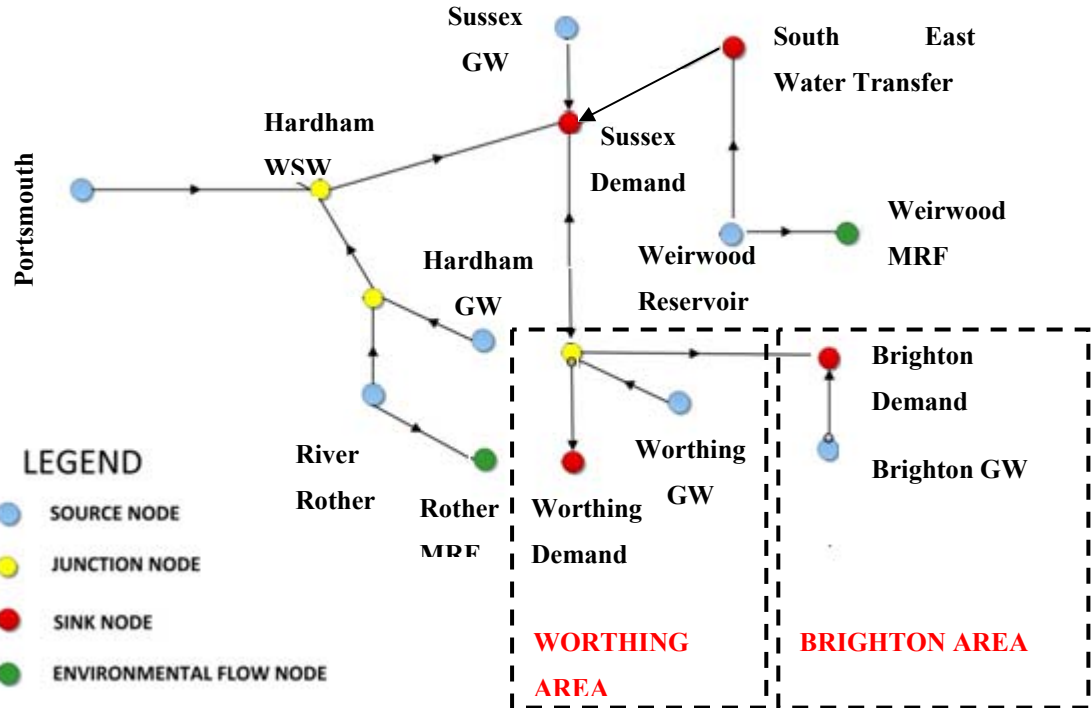 Sussex
GW
South East
Water Transfer
Hardham
WSW
Sussex
Demand
Portsmouth
Weirwood
MRF
Hardham
GW
Weirwood
Reservoir
Brighton
Demand
River
Rother
Rother
MRF
Worthing
GW
Brighton GW
Worthing
Demand
LEGEND
SOURCE NODE
JUNCTION NODE
SINK NODE
ENVIRONMENTAL FLOW NODE
WORTHING
AREA
BRIGHTON AREA